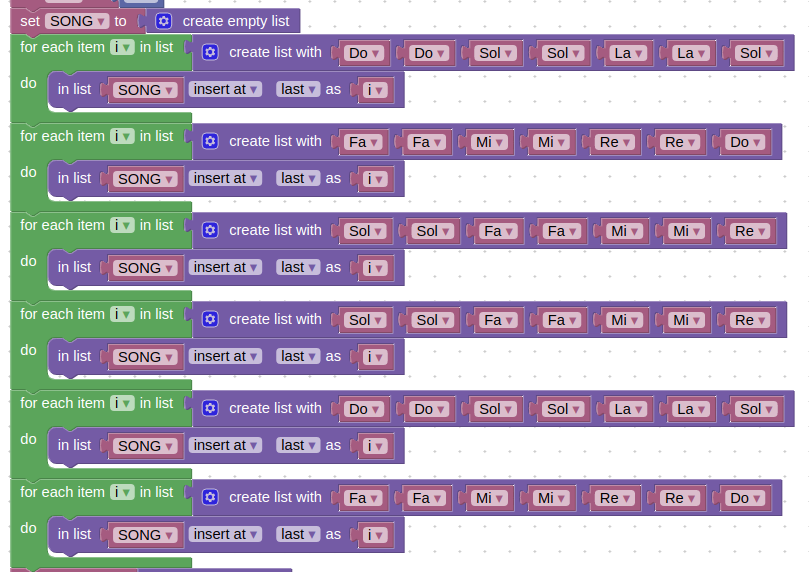 set SONG ▾ to create empty list
for each item i ▾ in list create list with Do ▾ Do ▾ Sol ▾ Sol ▾ La ▾ La ▾ Sol ▾
do in list SONG ▾ insert at ▾ last ▾ as i ▾
for each item i ▾ in list create list with Fa ▾ Fa ▾ Mi ▾ Mi ▾ Re ▾ Re ▾ Do ▾
do in list SONG ▾ insert at ▾ last ▾ as i ▾
for each item i ▾ in list create list with Sol ▾ Sol ▾ Fa ▾ Fa ▾ Mi ▾ Mi ▾ Re ▾
do in list SONG ▾ insert at ▾ last ▾ as i ▾
for each item i ▾ in list create list with Sol ▾ Sol ▾ Fa ▾ Fa ▾ Mi ▾ Mi ▾ Re ▾
do in list SONG ▾ insert at ▾ last ▾ as i ▾
for each item i ▾ in list create list with Do ▾ Do ▾ Sol ▾ Sol ▾ La ▾ La ▾ Sol ▾
do in list SONG ▾ insert at ▾ last ▾ as i ▾
for each item i ▾ in list create list with Fa ▾ Fa ▾ Mi ▾ Mi ▾ Re ▾ Re ▾ Do ▾
do in list SONG ▾ insert at ▾ last ▾ as i ▾